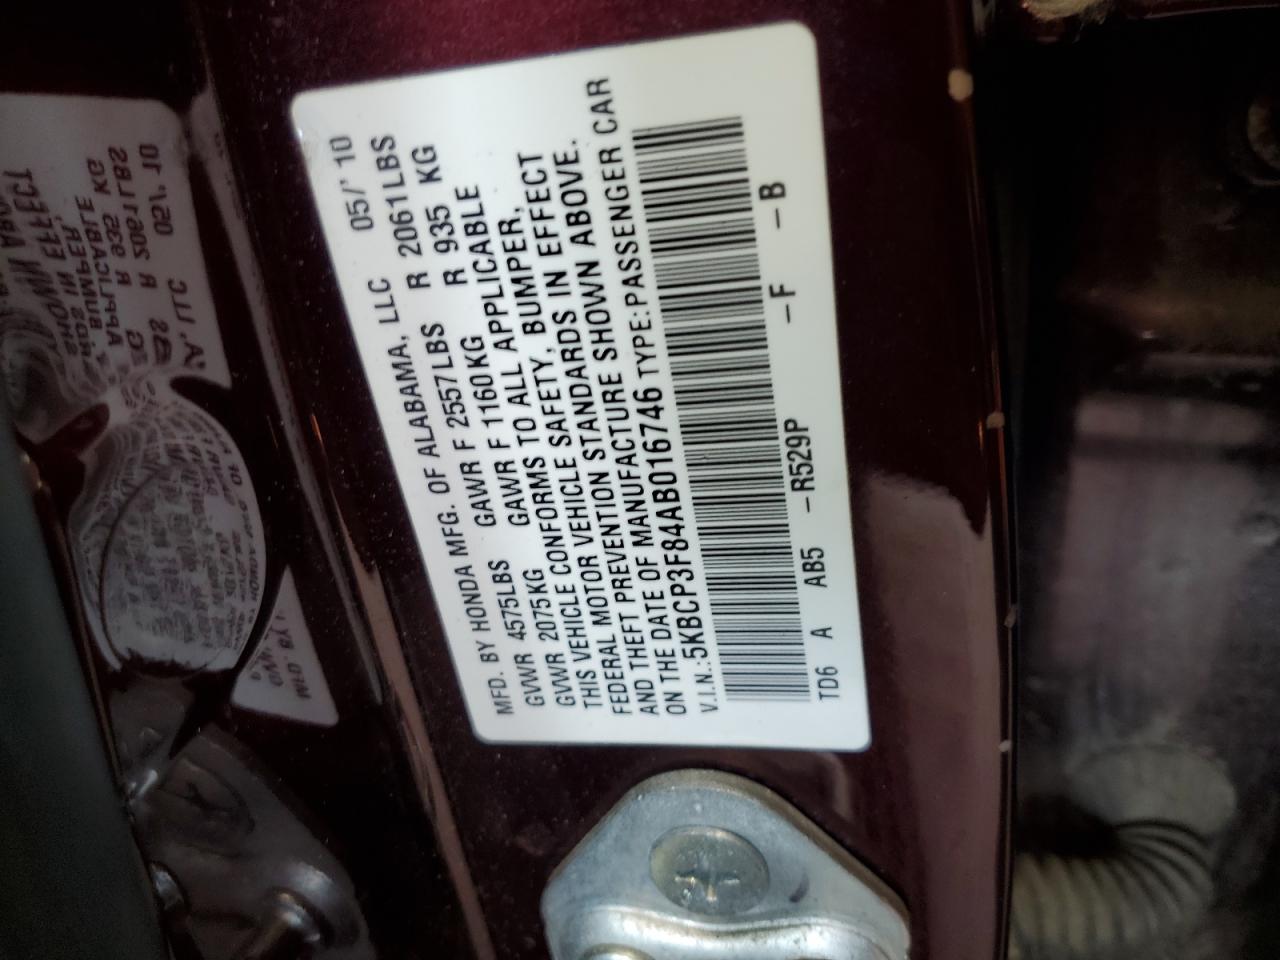 MFD. BY HONDA MFG. OF ALABAMA, LLC 05/'10
GVWR 4575LBS GAWR F 2557LBS R 2061LBS
GVWR 2075KG GAWR F 1160KG R 935 KG
THIS VEHICLE CONFORMS TO ALL APPLICABLE
FEDERAL MOTOR VEHICLE SAFETY, BUMPER,
AND THEFT PREVENTION STANDARDS IN EFFECT
ON THE DATE OF MANUFACTURE SHOWN ABOVE.
V.I.N.:5KBCP3F84AB016746 TYPE:PASSENGER CAR
TD6 A AB5 –R529P –F –B